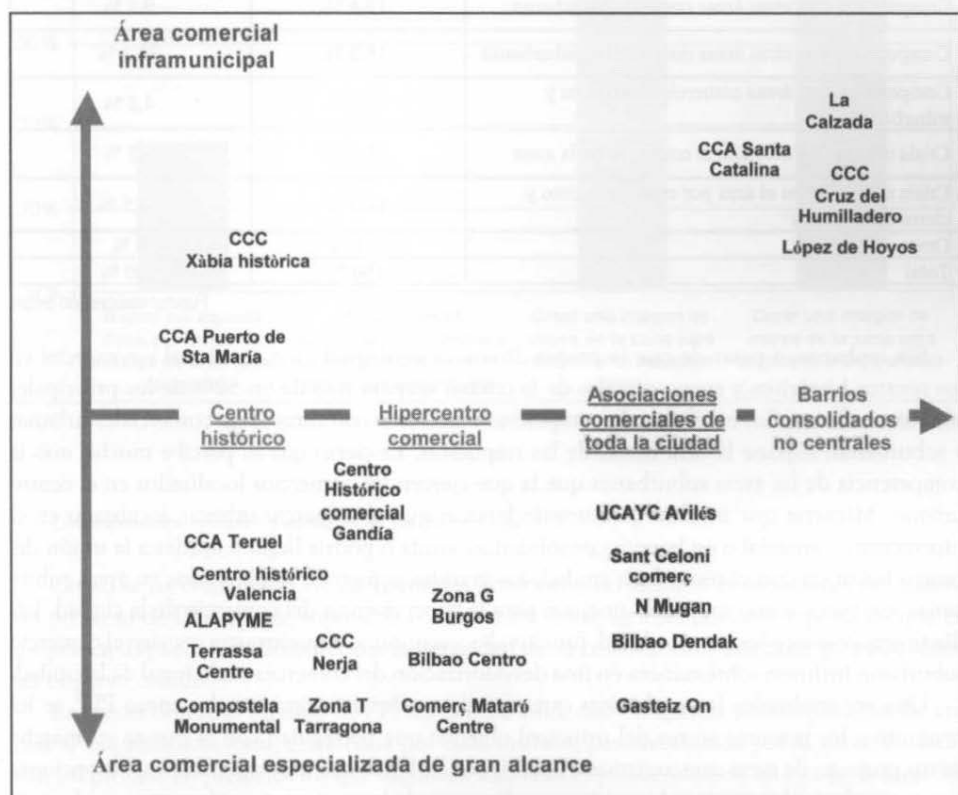 Área comercial
inframunicipal
La
Calzada
CCA Santa
Catalina
CCC
Cruz del
Humilladero
López de Hoyos
CCC
Xàbia històrica
CCA Puerto de
Sta María
Centro
histórico
Hipercentro
comercial
Asociaciones
comerciales de
toda la ciudad
Barrios
consolidados
no centrales
Centro
Histórico
comercial
Gandía
UCAYC Avilés
CCA Teruel
Sant Celoni
comerç
Centro histórico
Valencia
Zona G
Burgos
N Mugan
ALAPYME
Terrassa
Centre
CCC
Nerja
Bilbao Centro
Bilbao Dendak
Compostela
Monumental
Zona T
Tarragona
Comerç Mataró
Centre
Gasteiz On
Área comercial especializada de gran alcance